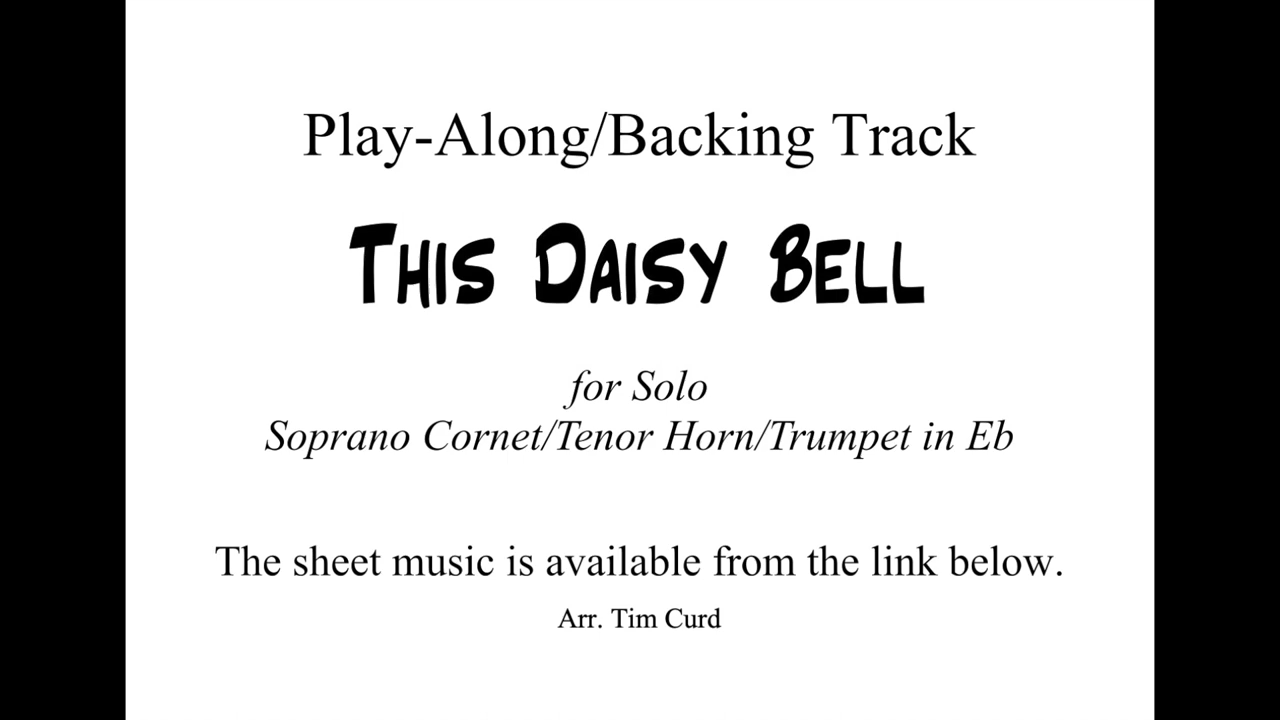 Play-Along/Backing Track
This Daisy Bell
for Solo
Soprano Cornet/Tenor Horn/Trumpet in Eb
The sheet music is available from the link below.
Arr. Tim Curd